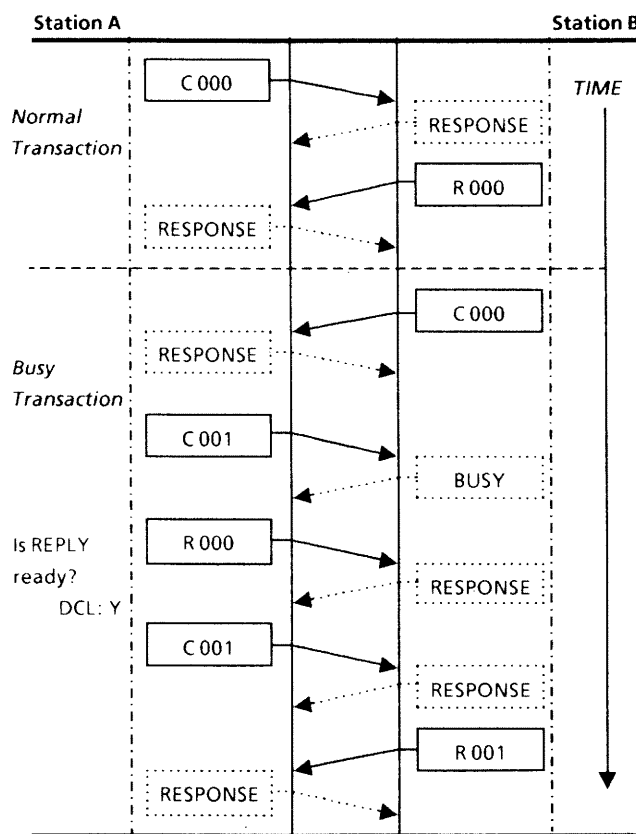 Station A
Station B
C 000
TIME
Normal
Transaction
RESPONSE
R 000
RESPONSE
C 000
RESPONSE
Busy
Transaction
C 001
BUSY
R 000
Is REPLY
ready?
DCL: Y
RESPONSE
C 001
RESPONSE
R 001
RESPONSE